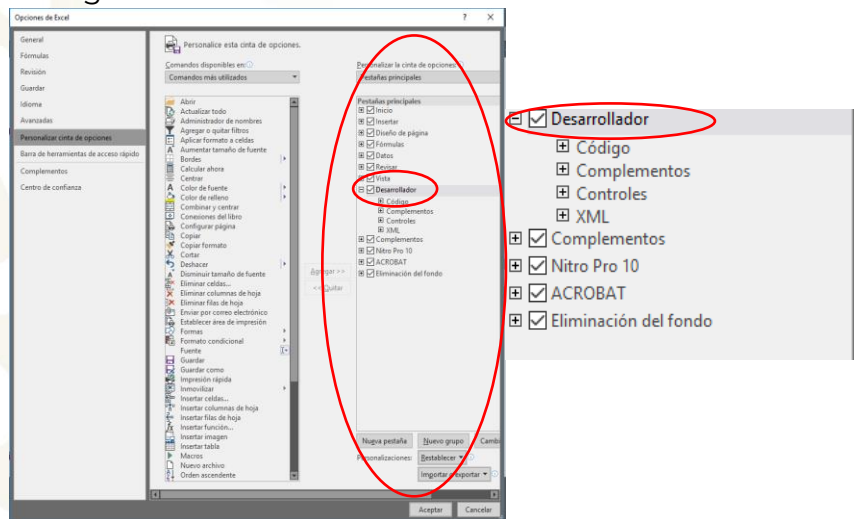 Opciones de Excel
? X
General
Fórmulas
Revisión
Guardar
Idioma
Avanzadas
Personalizar cinta de opciones
Barra de herramientas de acceso rápido
Complementos
Centro de confianza
Personalice esta cinta de opciones.
Comandos disponibles en:
Comandos más utilizados
Abrir
Actualizar todo
Administrador de nombres
Agregar o quitar filtros
Aplicar formato a celdas
Aumentar tamaño de fuente
Bordes
Calcular ahora
Centrar
Color de fuente
Color de relleno
Combinar y centrar
Conexiones del libro
Configurar página
Copiar
Copiar formato
Cortar
Deshacer
Disminuir tamaño de fuente
Eliminar celdas...
Eliminar columnas de hoja
Eliminar filas de hoja
Enviar por correo electrónico
Establecer área de impresión
Formas
Formato condicional
Fuente
Guardar
Guardar como
Impresión rápida
Inmovilizar
Insertar celdas...
Insertar columnas de hoja
Insertar filas de hoja
Insertar función...
Insertar imagen
Insertar tabla
Macros
Nuevo archivo
Orden ascendente
Agregar >>
<< Quitar
Personalizar la cinta de opciones:
Pestañas principales
Pestañas principales
Inicio
Insertar
Diseño de página
Fórmulas
Datos
Revisar
Vista
Desarrollador
Código
Complementos
Controles
XML
Complementos
Nitro Pro 10
ACROBAT
Eliminación del fondo
Nueva pestaña
Nuevo grupo
Cambi
Personalizaciones:
Restablecer
Importar o exportar
Aceptar
Cancelar
Desarrollador
Código
Complementos
Controles
XML
Complementos
Nitro Pro 10
ACROBAT
Eliminación del fondo